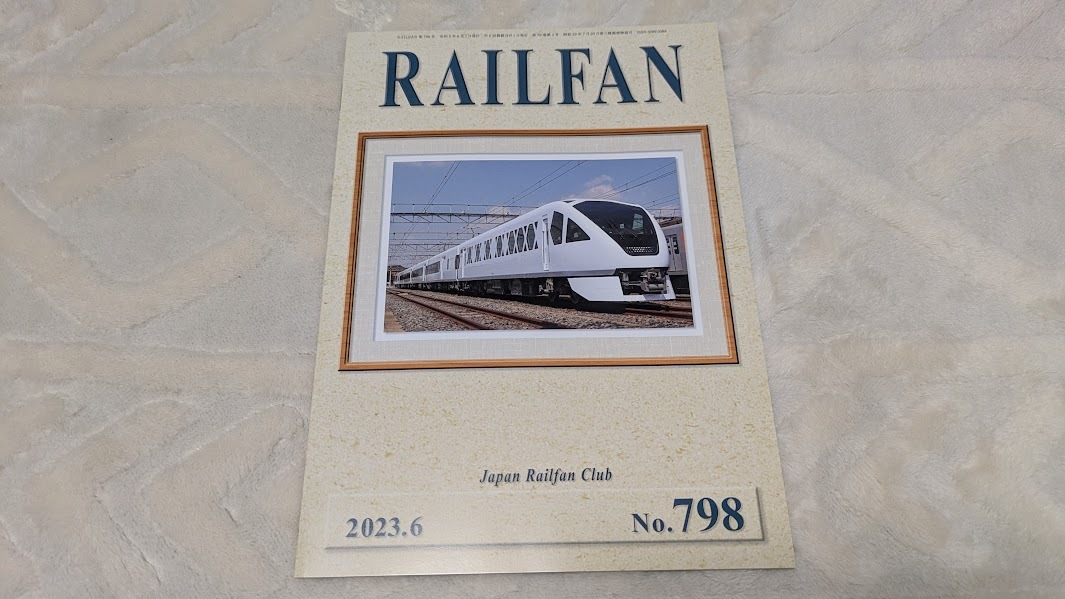 RAILFAN
Japan Railfan Club
2023.6
No.798